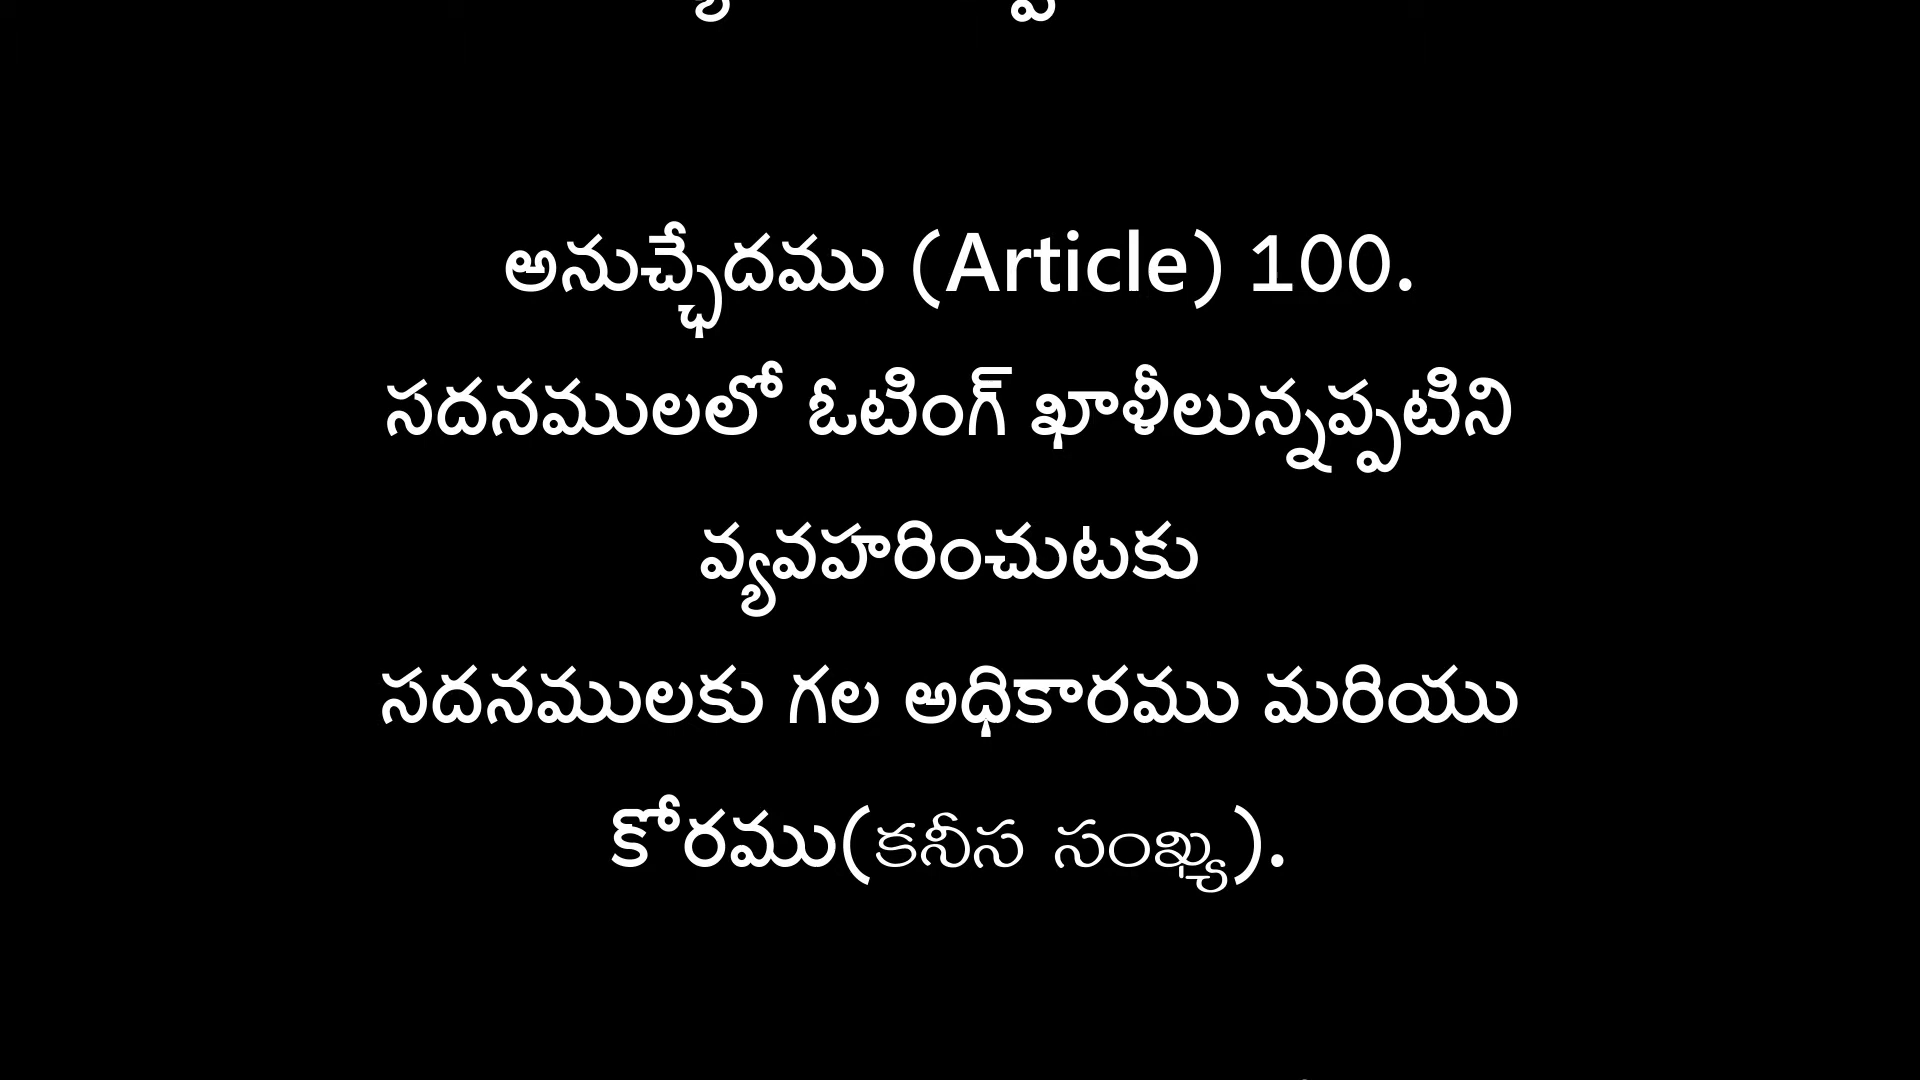 అనుచ్ఛేదము (Article) 100.
సదనములలో ఓటింగ్ ఖాళీలున్నప్పటిని
వ్యవహరించుటకు
సదనములకు గల అధికారము మరియు
కోరము(కనీస సంఖ్య).